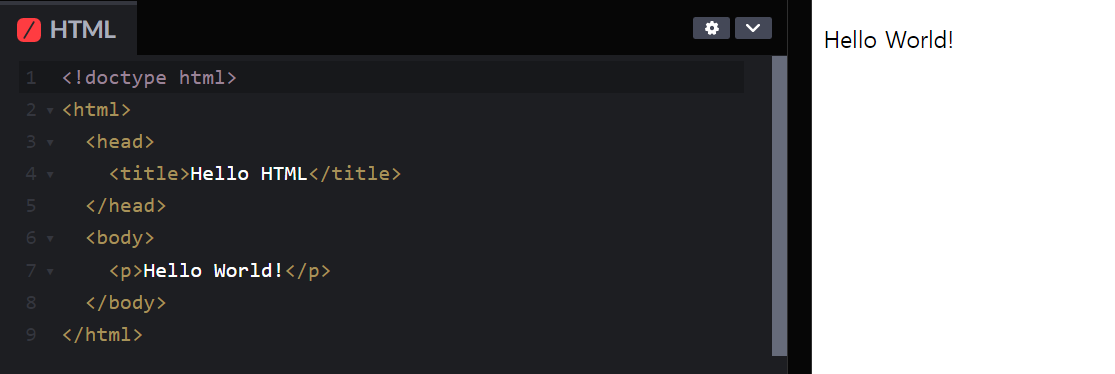 HTML
1 <!doctype html>
2 <html>
3   <head>
4     <title>Hello HTML</title>
5   </head>
6   <body>
7     <p>Hello World!</p>
8   </body>
9 </html>
Hello World!